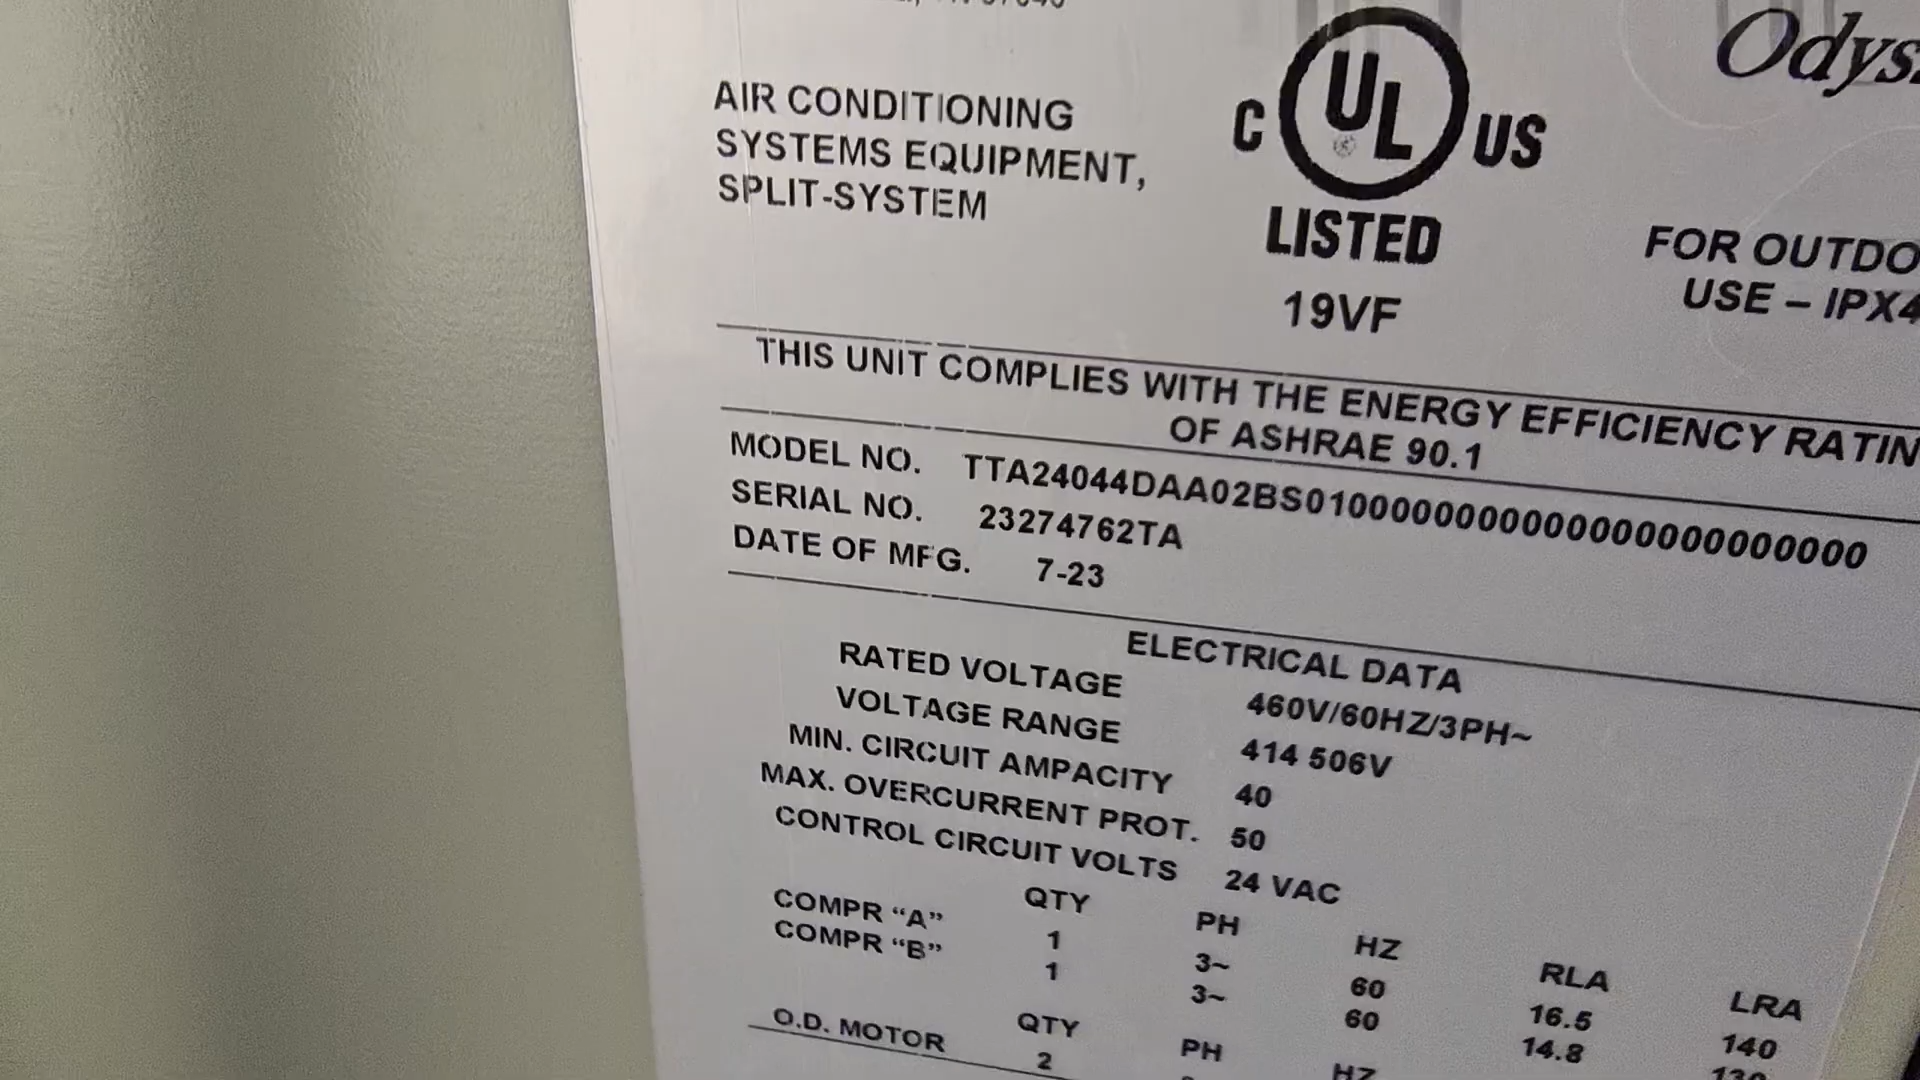 AIR CONDITIONING
SYSTEMS EQUIPMENT,
SPLIT-SYSTEM
C UL US
LISTED
19VF
Odys
FOR OUTDO
USE – IPX4
THIS UNIT COMPLIES WITH THE ENERGY EFFICIENCY RATIN
OF ASHRAE 90.1
MODEL NO. TTA24044DAA02BS01000000000000000000000
SERIAL NO. 23274762TA
DATE OF MFG. 7-23
ELECTRICAL DATA
RATED VOLTAGE 460V/60HZ/3PH~
VOLTAGE RANGE 414 506V
MIN. CIRCUIT AMPACITY 40
MAX. OVERCURRENT PROT. 50
CONTROL CIRCUIT VOLTS 24 VAC
QTY PH HZ RLA LRA
COMPR “A” 1 3~ 60 16.5 140
COMPR “B” 1 3~ 60 14.8 130
QTY PH HZ
O.D. MOTOR 2